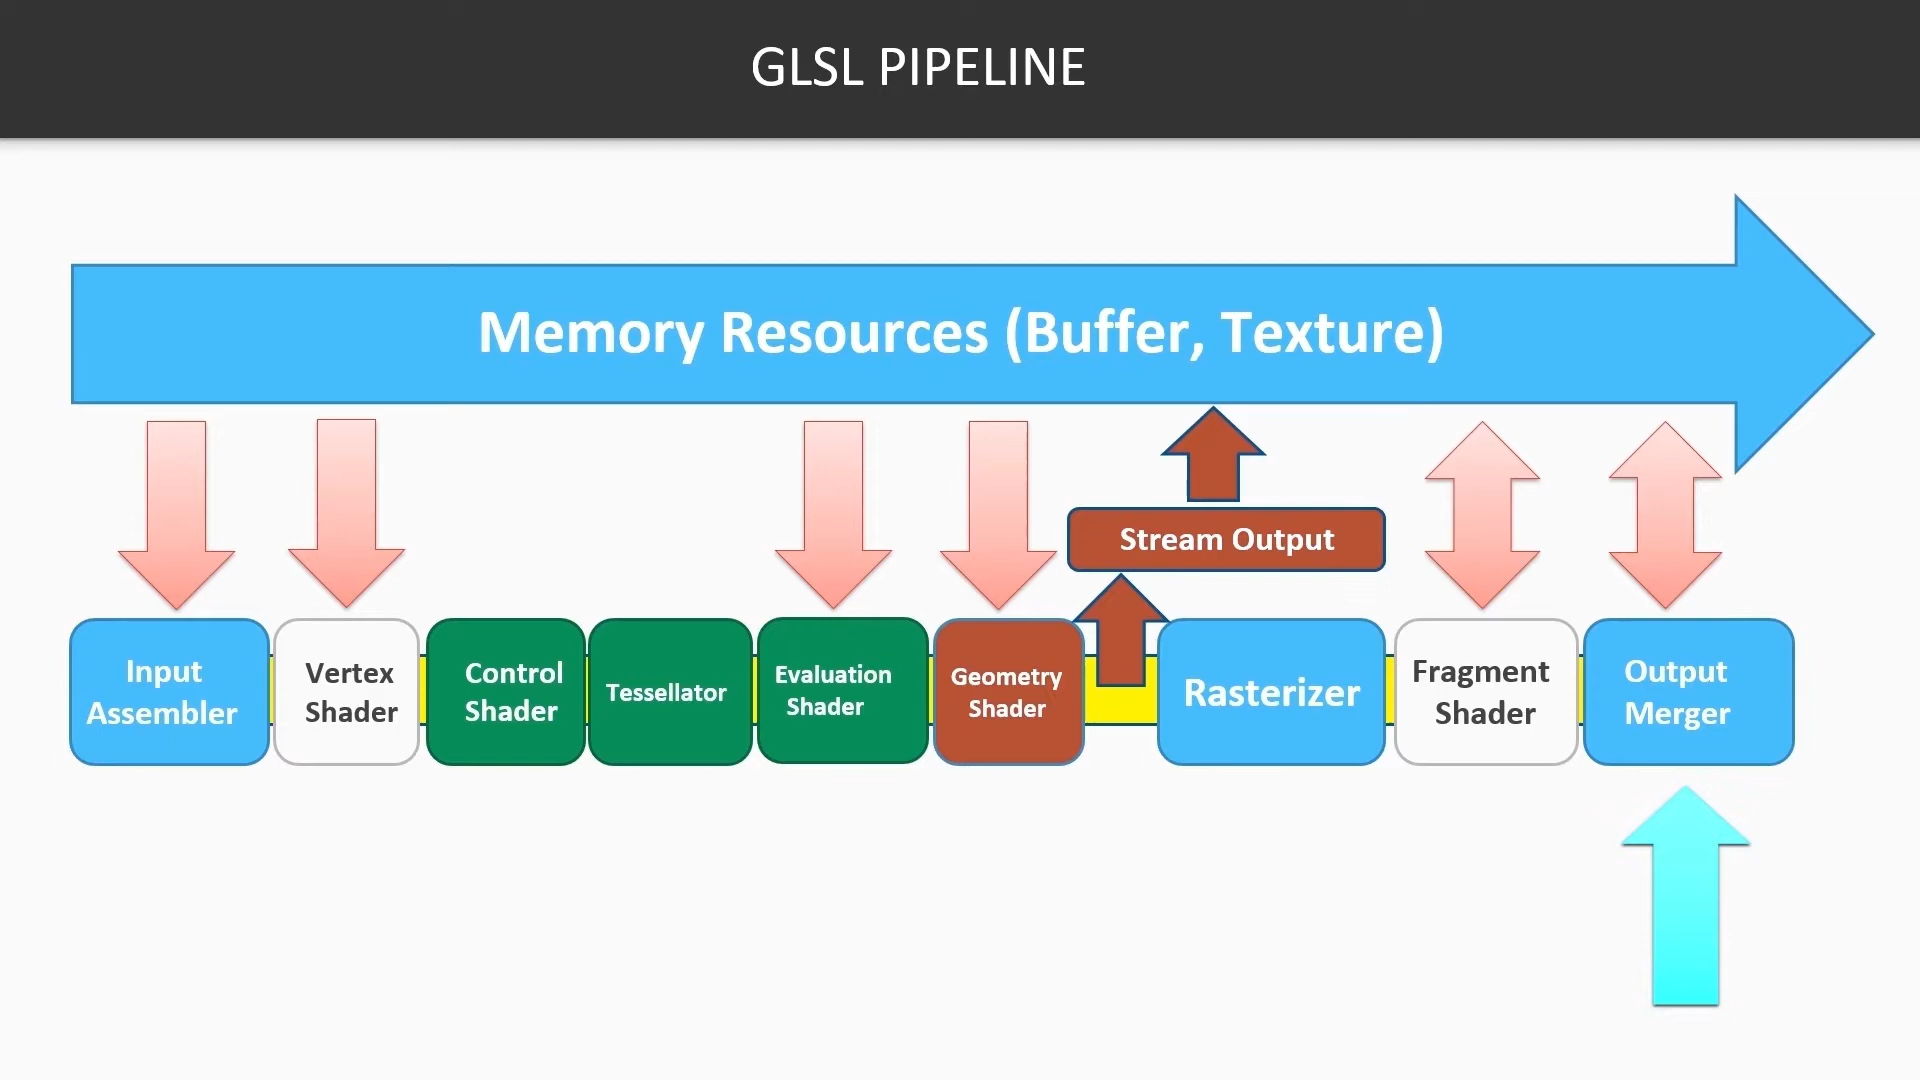 GLSL PIPELINE
Memory Resources (Buffer, Texture)
Stream Output
Input
Assembler
Vertex
Shader
Control
Shader
Tessellator
Evaluation
Shader
Geometry
Shader
Rasterizer
Fragment
Shader
Output
Merger